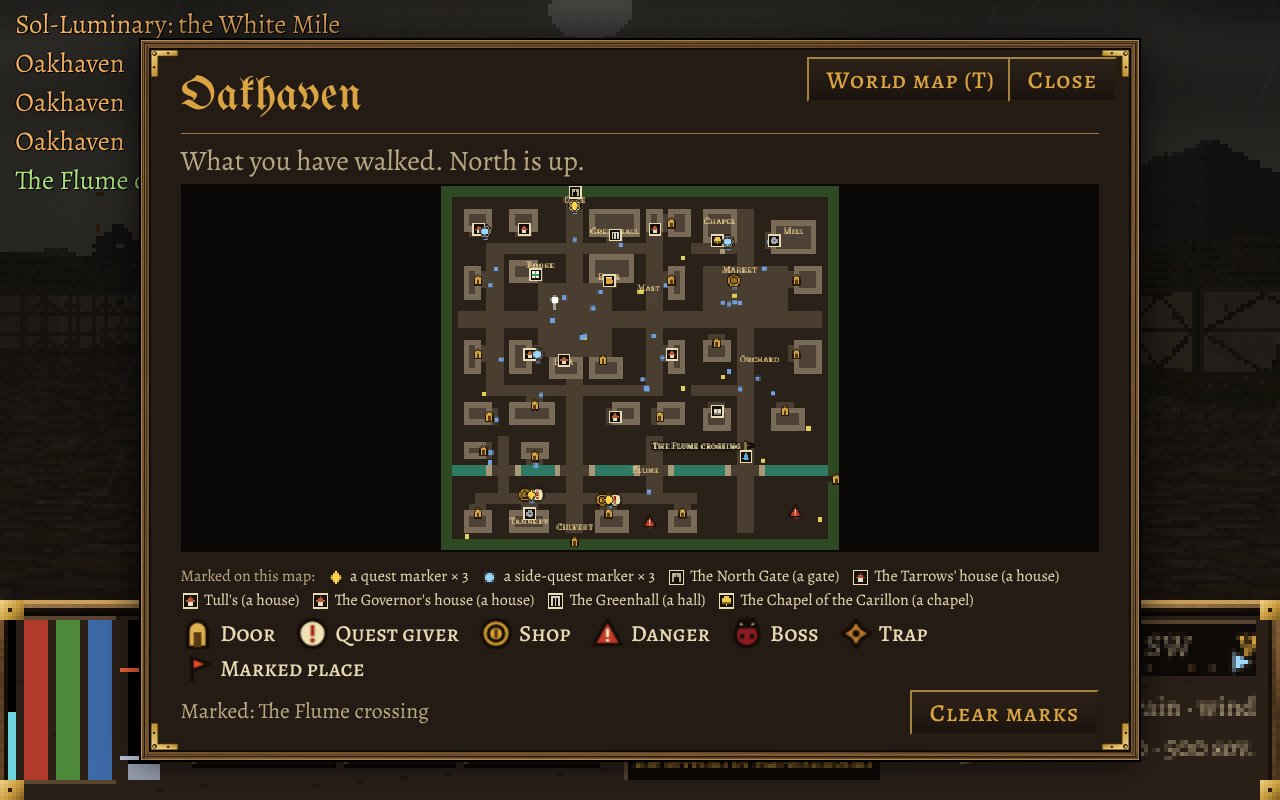 Sol-Luminary: the White Mile
Oakhaven
Oakhaven
Oakhaven
The Flume
Oakhaven
World map (T)
Close
What you have walked. North is up.
Chapel
Mill
Market
Orchard
The Flume crossing
Flume
Tannery
Culvert
Marked on this map: a quest marker × 3 a side-quest marker × 3 The North Gate (a gate) The Tarrows' house (a house)
Tull's (a house) The Governor's house (a house) The Greenhall (a hall) The Chapel of the Carillon (a chapel)
Door Quest giver Shop Danger Boss Trap
Marked place
Marked: The Flume crossing
Clear marks
SW